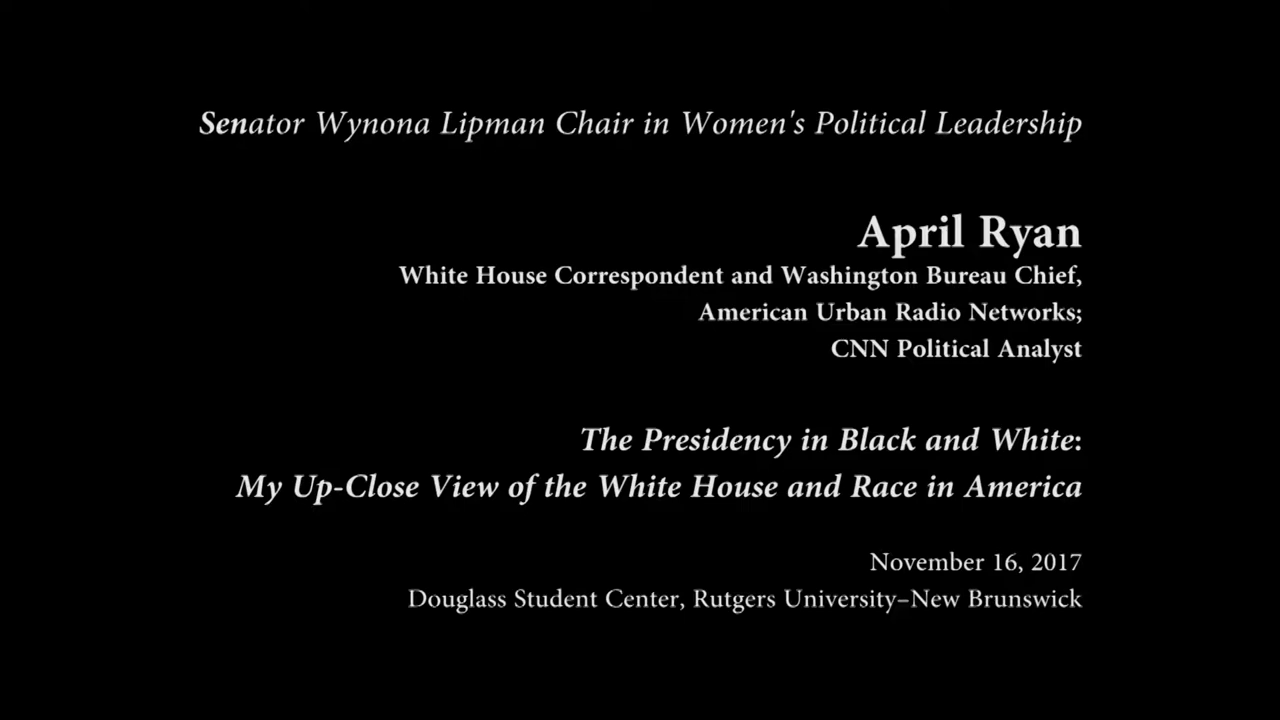 Senator Wynona Lipman Chair in Women's Political Leadership
April Ryan
White House Correspondent and Washington Bureau Chief,
American Urban Radio Networks;
CNN Political Analyst
The Presidency in Black and White:
My Up-Close View of the White House and Race in America
November 16, 2017
Douglass Student Center, Rutgers University–New Brunswick